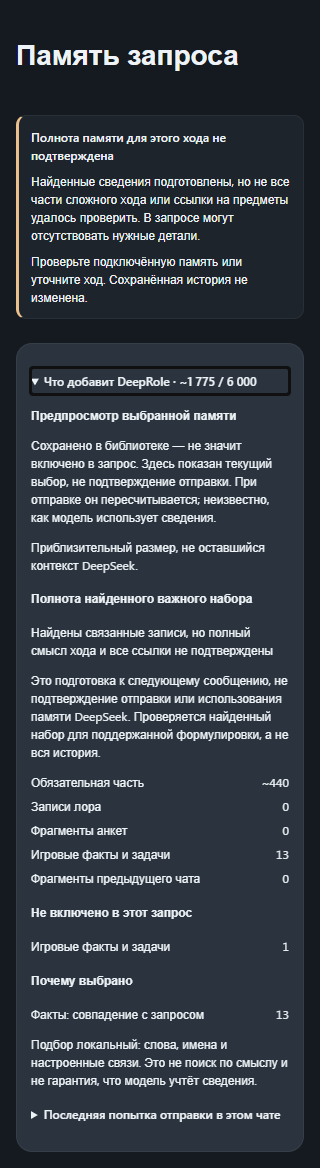 Память запроса
Полнота памяти для этого хода не
подтверждена
Найденные сведения подготовлены, но не все
части сложного хода или ссылки на предметы
удалось проверить. В запросе могут
отсутствовать нужные детали.
Проверьте подключённую память или
уточните ход. Сохранённая история не
изменена.
▼ Что добавит DeepRole · ~1 775 / 6 000
Предпросмотр выбранной памяти
Сохранено в библиотеке — не значит
включено в запрос. Здесь показан текущий
выбор, не подтверждение отправки. При
отправке он пересчитывается; неизвестно,
как модель использует сведения.
Приблизительный размер, не оставшийся
контекст DeepSeek.
Полнота найденного важного набора
Найдены связанные записи, но полный
смысл хода и все ссылки не подтверждены
Это подготовка к следующему сообщению, не
подтверждение отправки или использования
памяти DeepSeek. Проверяется найденный
набор для поддержанной формулировки, а не
вся история.
Обязательная часть ~440
Записи лора 0
Фрагменты анкет 0
Игровые факты и задачи 13
Фрагменты предыдущего чата 0
Не включено в этот запрос
Игровые факты и задачи 1
Почему выбрано
Факты: совпадение с запросом 13
Подбор локальный: слова, имена и
настроенные связи. Это не поиск по смыслу и
не гарантия, что модель учтёт сведения.
▶ Последняя попытка отправки в этом чате